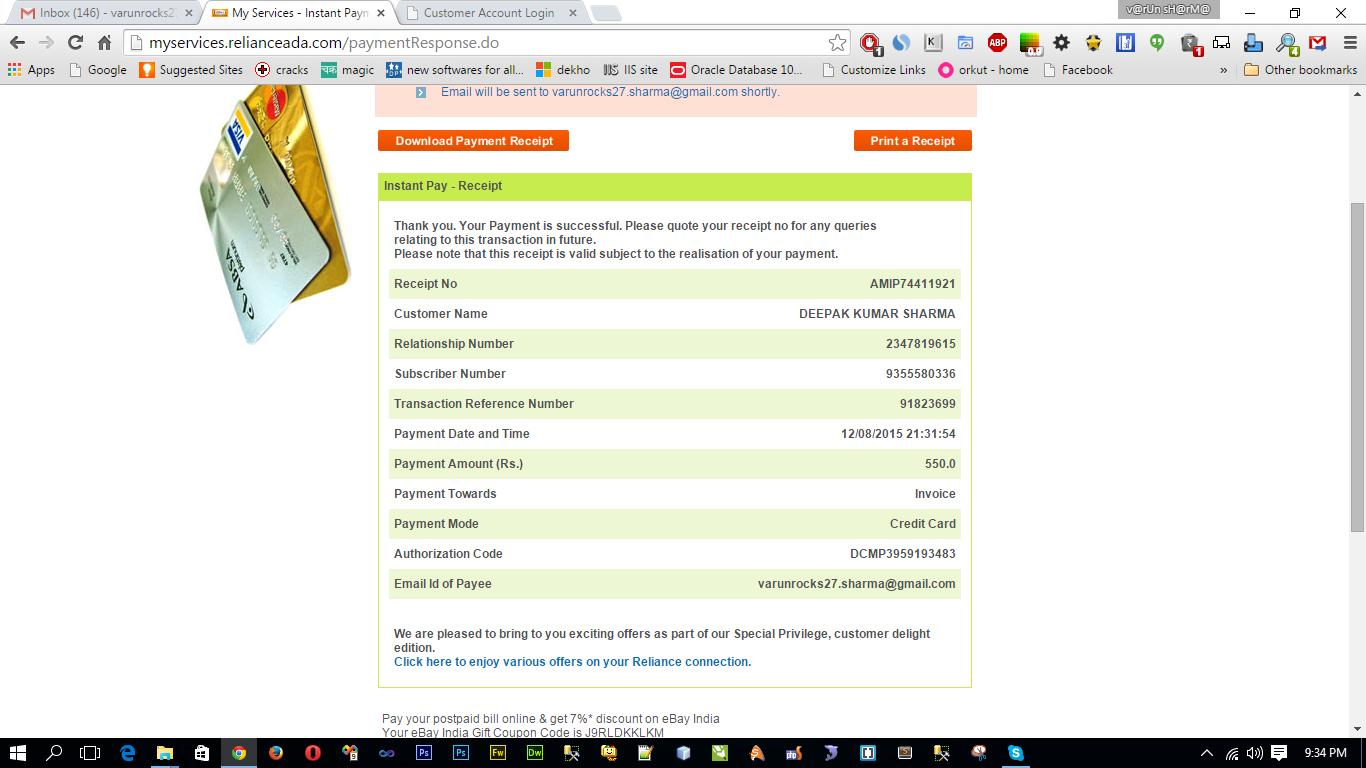 Inbox (146) - varunrocks27
My Services - Instant Paym
Customer Account Login
v@rUn sH@rM@
myservices.relianceada.com/paymentResponse.do
Apps
Google
Suggested Sites
cracks
magic
new softwares for all...
dekho
IIS site
Oracle Database 10...
Customize Links
orkut - home
Facebook
»
Other bookmarks
Email will be sent to varunrocks27.sharma@gmail.com shortly.
Download Payment Receipt
Print a Receipt
VISA
ABSA
Instant Pay - Receipt
Thank you. Your Payment is successful. Please quote your receipt no for any queries
relating to this transaction in future.
Please note that this receipt is valid subject to the realisation of your payment.
Receipt No AMIP74411921
Customer Name DEEPAK KUMAR SHARMA
Relationship Number 2347819615
Subscriber Number 9355580336
Transaction Reference Number 91823699
Payment Date and Time 12/08/2015 21:31:54
Payment Amount (Rs.) 550.0
Payment Towards Invoice
Payment Mode Credit Card
Authorization Code DCMP3959193483
Email Id of Payee varunrocks27.sharma@gmail.com
We are pleased to bring to you exciting offers as part of our Special Privilege, customer delight
edition.
Click here to enjoy various offers on your Reliance connection.
Pay your postpaid bill online & get 7%* discount on eBay India
Your eBay India Gift Coupon Code is J9RLDKKLKM
9:34 PM